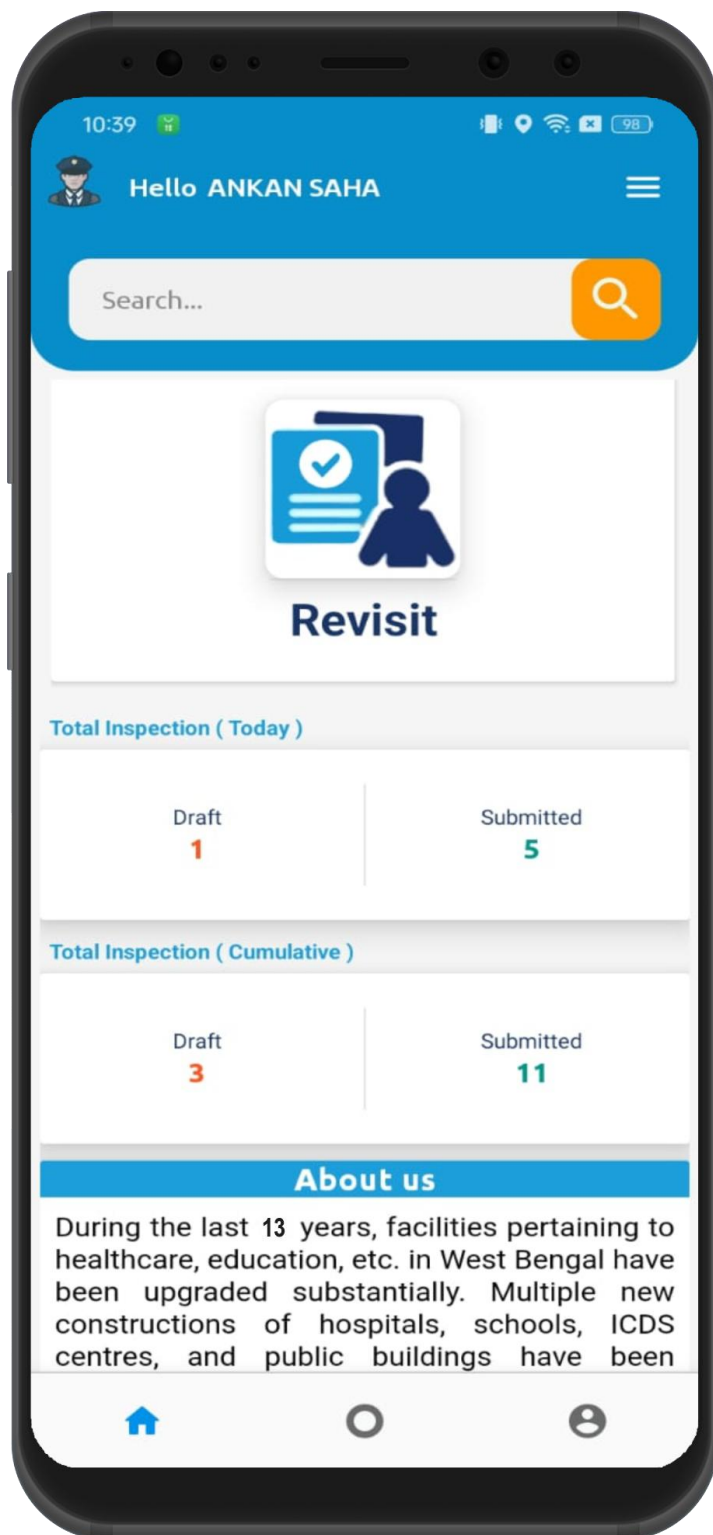 10:39
98
Hello ANKAN SAHA
Search...
Revisit
Total Inspection ( Today )
Draft
Submitted
1
5
Total Inspection ( Cumulative )
Draft
Submitted
3
11
About us
During the last 13 years, facilities pertaining to
healthcare, education, etc. in West Bengal have
been upgraded substantially. Multiple new
constructions of hospitals, schools, ICDS
centres, and public buildings have been